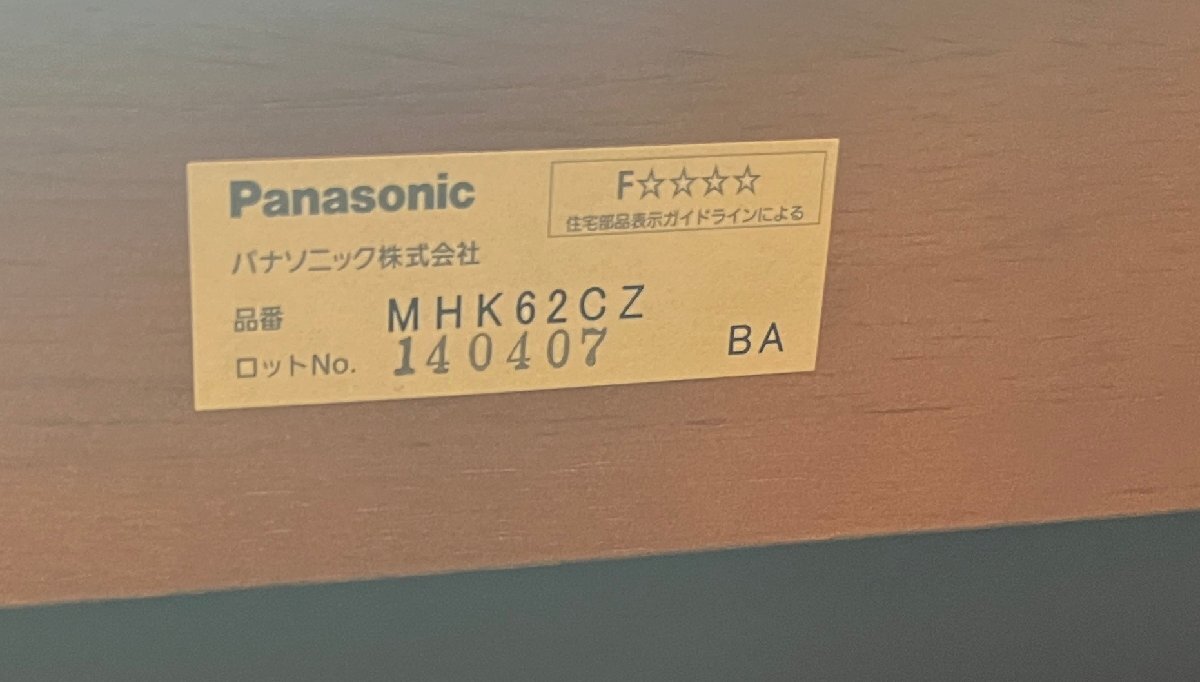 Panasonic
F☆☆☆☆
住宅部品表示ガイドラインによる
パナソニック株式会社
品番 MHK62CZ
ロットNo. 140407 BA